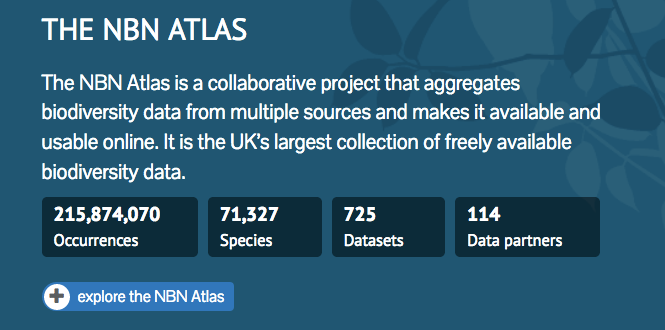 THE NBN ATLAS
The NBN Atlas is a collaborative project that aggregates
biodiversity data from multiple sources and makes it available and
usable online. It is the UK's largest collection of freely available
biodiversity data.
215,874,070 71,327 725 114
Occurrences Species Datasets Data partners
explore the NBN Atlas